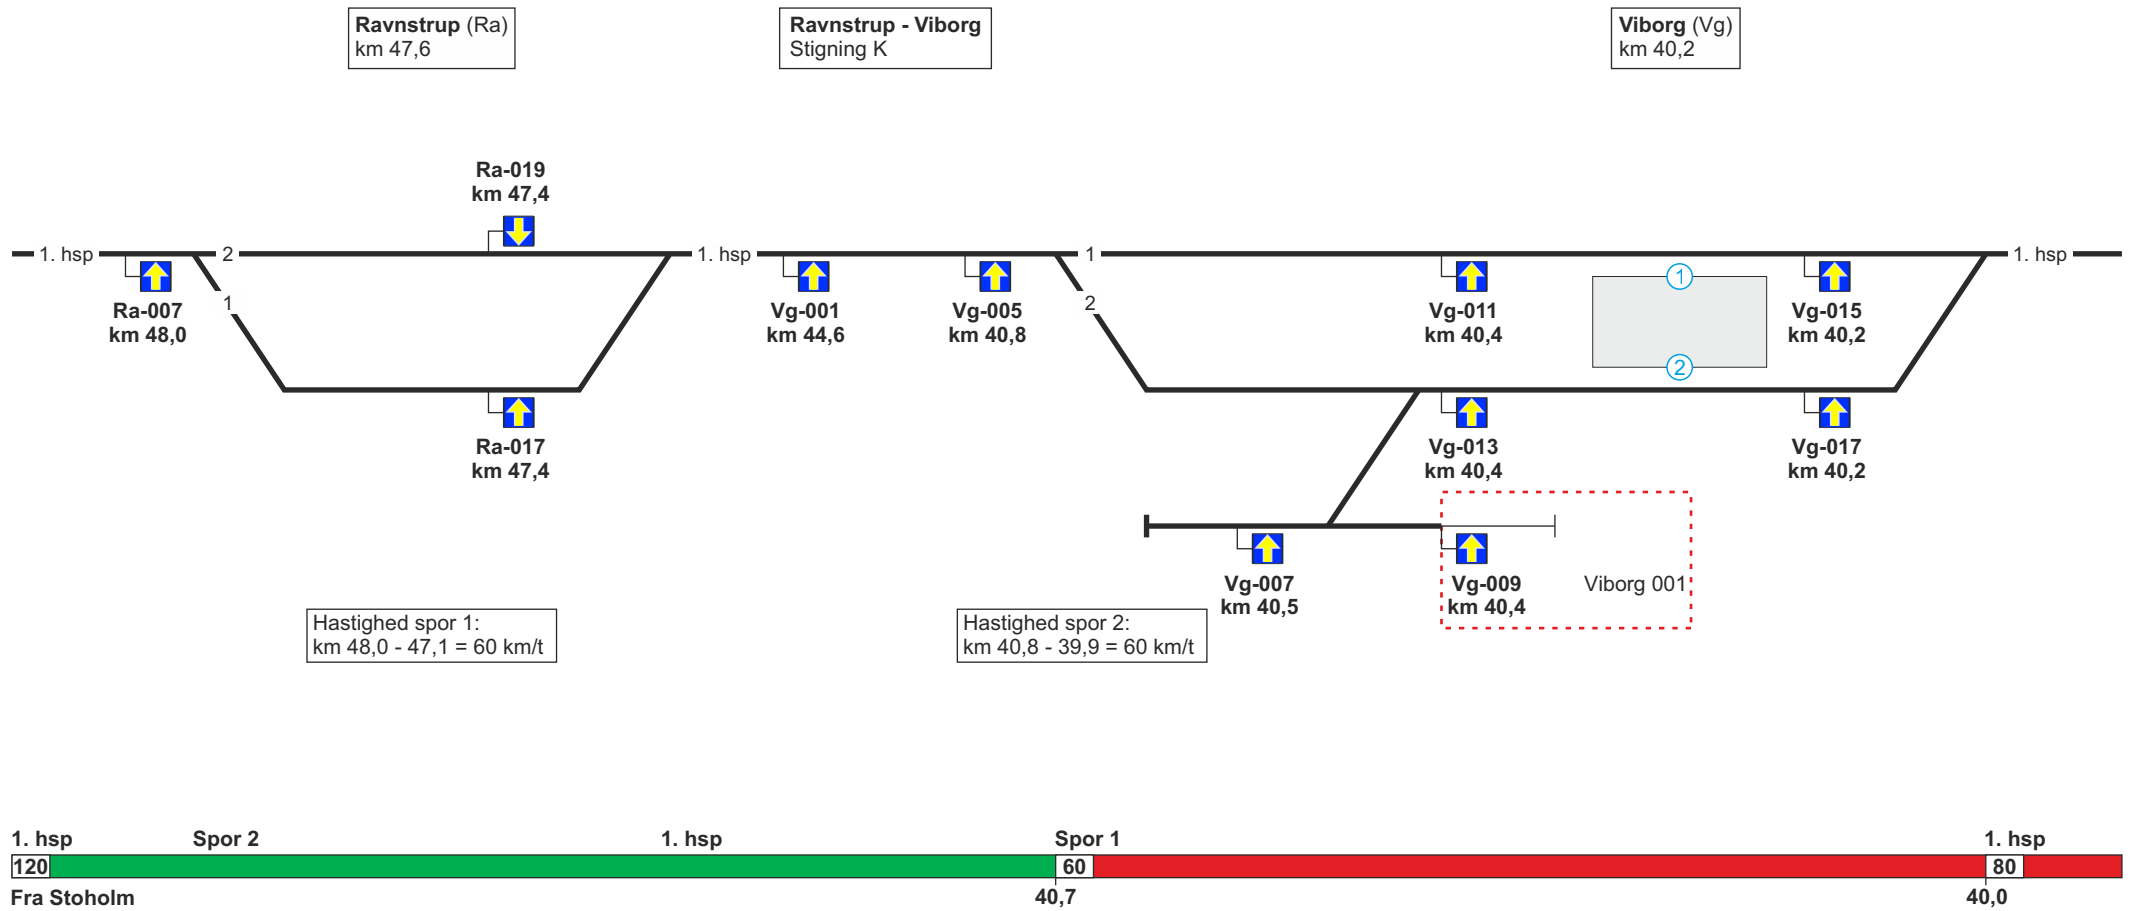 Ravnstrup (Ra)
km 47,6
Ravnstrup - Viborg
Stigning K
Viborg (Vg)
km 40,2
Ra-019
km 47,4
1. hsp
2
1. hsp
1
1. hsp
1
2
1
2
Ra-007
km 48,0
Vg-001
km 44,6
Vg-005
km 40,8
Vg-011
km 40,4
Vg-015
km 40,2
Ra-017
km 47,4
Vg-013
km 40,4
Vg-017
km 40,2
Vg-007
km 40,5
Vg-009
km 40,4
Viborg 001
Hastighed spor 1:
km 48,0 - 47,1 = 60 km/t
Hastighed spor 2:
km 40,8 - 39,9 = 60 km/t
1. hsp
Spor 2
1. hsp
Spor 1
1. hsp
120
60
80
Fra Stoholm
40,7
40,0